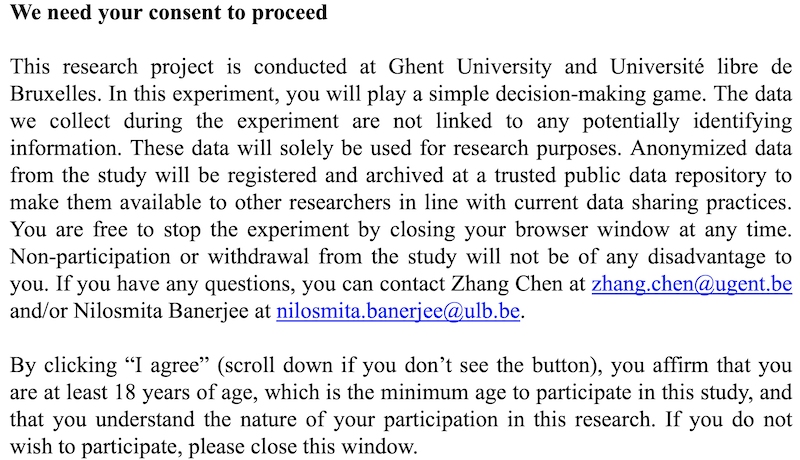 We need your consent to proceed
This research project is conducted at Ghent University and Université libre de
Bruxelles. In this experiment, you will play a simple decision-making game. The data
we collect during the experiment are not linked to any potentially identifying
information. These data will solely be used for research purposes. Anonymized data
from the study will be registered and archived at a trusted public data repository to
make them available to other researchers in line with current data sharing practices.
You are free to stop the experiment by closing your browser window at any time.
Non-participation or withdrawal from the study will not be of any disadvantage to
you. If you have any questions, you can contact Zhang Chen at zhang.chen@ugent.be
and/or Nilosmita Banerjee at nilosmita.banerjee@ulb.be.
By clicking “I agree” (scroll down if you don’t see the button), you affirm that you
are at least 18 years of age, which is the minimum age to participate in this study, and
that you understand the nature of your participation in this research. If you do not
wish to participate, please close this window.